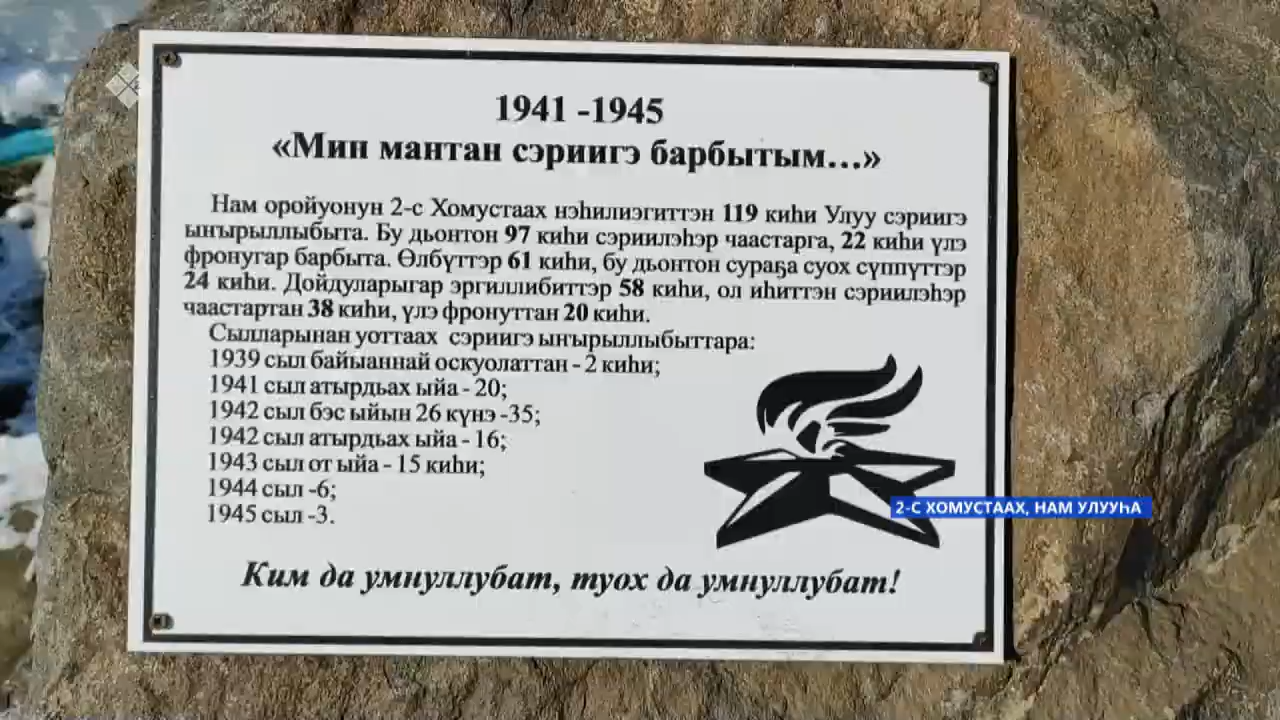 1941 -1945
«Мин мантан сэриигэ барбытым...»
Нам оройуонун 2-с Хомустаах нэһилиэгиттэн 119 киһи Улуу сэриигэ
ыҥырыллыбыта. Бу дьонтон 97 киһи сэриилэһэр чаастарга, 22 киһи үлэ
фронугар барбыта. Өлбүттэр 61 киһи, бу дьонтон сураҕа суох сүппүттэр
24 киһи. Дойдуларыгар эргиллибиттэр 58 киһи, ол иһиттэн сэриилэһэр
чаастартан 38 киһи, үлэ фронуттан 20 киһи.
Сылларынан уоттаах сэриигэ ыҥырыллыбыттара:
1939 сыл байыаннай оскуолаттан - 2 киһи;
1941 сыл атырдьах ыйа - 20;
1942 сыл бэс ыйын 26 күнэ -35;
1942 сыл атырдьах ыйа - 16;
1943 сыл от ыйа - 15 киһи;
1944 сыл -6;
1945 сыл -3.
2-С ХОМУСТААХ, НАМ УЛУУҺА
Ким да умнуллубат, туох да умнуллубат!